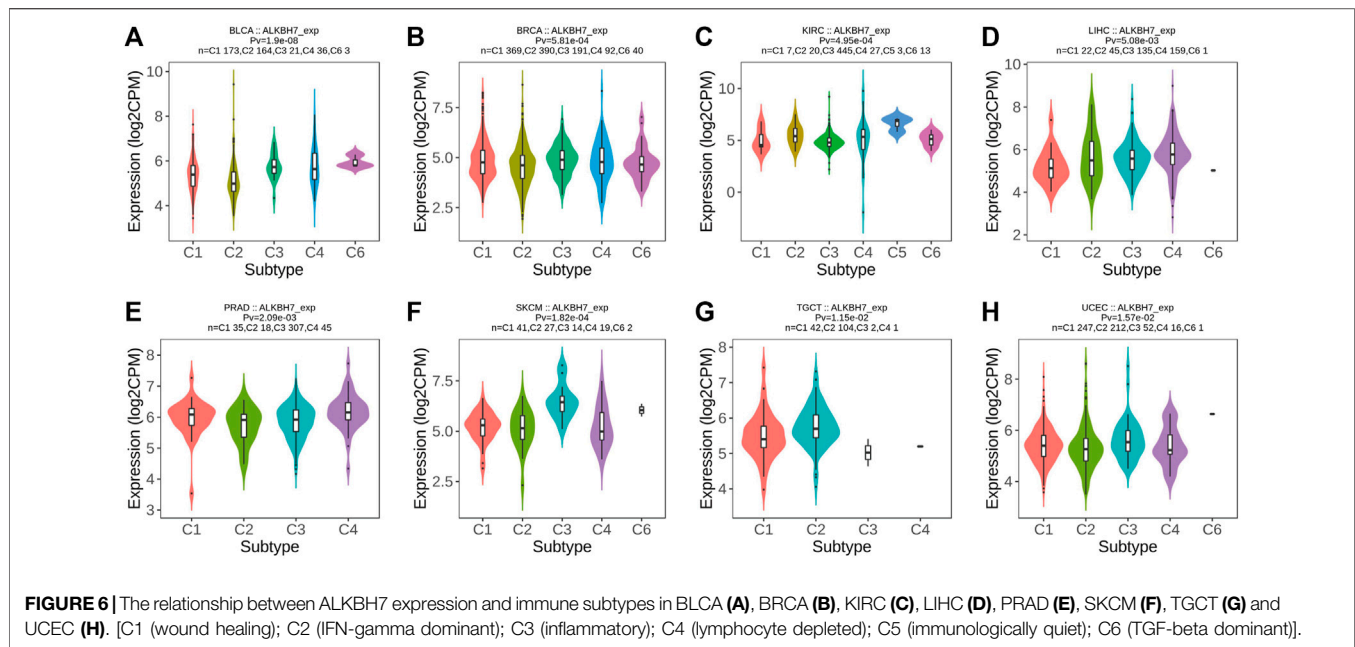 A
BLCA :: ALKBH7_exp
Pv=1.9e-08
n=C1 173,C2 164,C3 21,C4 36,C6 3
Expression (log2CPM)
10
8
6
4
C1 C2 C3 C4 C6
Subtype
B
BRCA :: ALKBH7_exp
Pv=5.81e-04
n=C1 369,C2 390,C3 191,C4 92,C6 40
Expression (log2CPM)
7.5
5.0
2.5
C1 C2 C3 C4 C6
Subtype
C
KIRC :: ALKBH7_exp
Pv=4.95e-04
n=C1 7,C2 20,C3 445,C4 27,C5 3,C6 13
Expression (log2CPM)
10
5
0
C1 C2 C3 C4 C5 C6
Subtype
D
LIHC :: ALKBH7_exp
Pv=5.08e-03
n=C1 22,C2 45,C3 135,C4 159,C6 1
Expression (log2CPM)
10
8
6
4
2
C1 C2 C3 C4 C6
Subtype
E
PRAD :: ALKBH7_exp
Pv=2.09e-03
n=C1 35,C2 18,C3 307,C4 45
Expression (log2CPM)
8
7
6
5
4
3
C1 C2 C3 C4
Subtype
F
SKCM :: ALKBH7_exp
Pv=1.82e-04
n=C1 41,C2 27,C3 14,C4 19,C6 2
Expression (log2CPM)
7.5
5.0
2.5
C1 C2 C3 C4 C6
Subtype
G
TGCT :: ALKBH7_exp
Pv=1.15e-02
n=C1 42,C2 104,C3 2,C4 1
Expression (log2CPM)
8
7
6
5
4
C1 C2 C3 C4
Subtype
H
UCEC :: ALKBH7_exp
Pv=1.57e-02
n=C1 247,C2 212,C3 52,C4 16,C6 1
Expression (log2CPM)
8
6
4
C1 C2 C3 C4 C6
Subtype
FIGURE 6 | The relationship between ALKBH7 expression and immune subtypes in BLCA (A), BRCA (B), KIRC (C), LIHC (D), PRAD (E), SKCM (F), TGCT (G) and
UCEC (H). [C1 (wound healing); C2 (IFN-gamma dominant); C3 (inflammatory); C4 (lymphocyte depleted); C5 (immunologically quiet); C6 (TGF-beta dominant)].